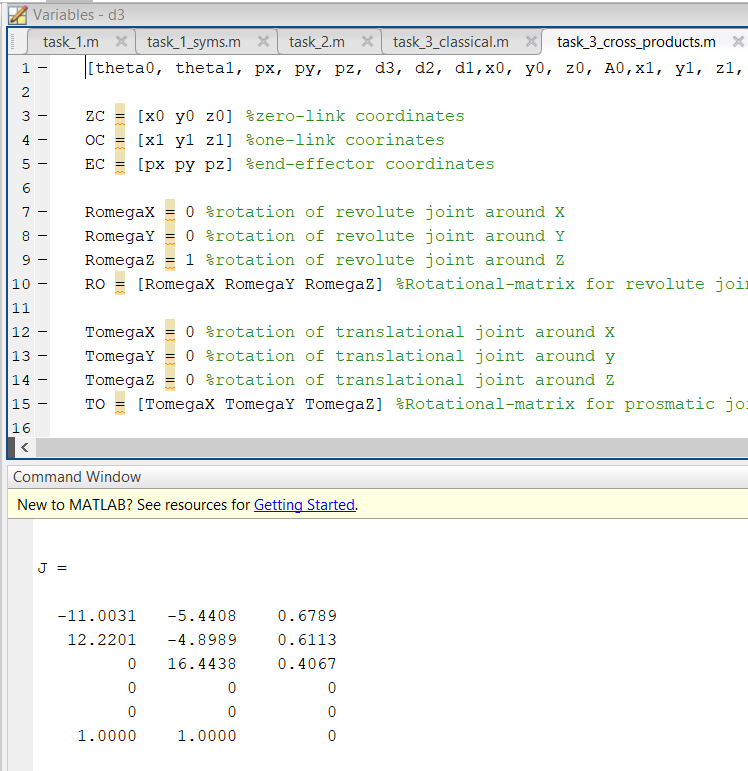 Variables - d3
task_1.m task_1_syms.m task_2.m task_3_classical.m task_3_cross_products.m
1 - [theta0, theta1, px, py, pz, d3, d2, d1,x0, y0, z0, A0,x1, y1, z1,
2
3 - ZC = [x0 y0 z0] %zero-link coordinates
4 - OC = [x1 y1 z1] %one-link coorinates
5 - EC = [px py pz] %end-effector coordinates
6
7 - RomegaX = 0 %rotation of revolute joint around X
8 - RomegaY = 0 %rotation of revolute joint around Y
9 - RomegaZ = 1 %rotation of revolute joint around Z
10 - RO = [RomegaX RomegaY RomegaZ] %Rotational-matrix for revolute joi
11
12 - TomegaX = 0 %rotation of translational joint around X
13 - TomegaY = 0 %rotation of translational joint around y
14 - TomegaZ = 0 %rotation of translational joint around Z
15 - TO = [TomegaX TomegaY TomegaZ] %Rotational-matrix for prosmatic jo
16
Command Window
New to MATLAB? See resources for Getting Started.
J =
-11.0031 -5.4408 0.6789
12.2201 -4.8989 0.6113
0 16.4438 0.4067
0 0 0
0 0 0
1.0000 1.0000 0